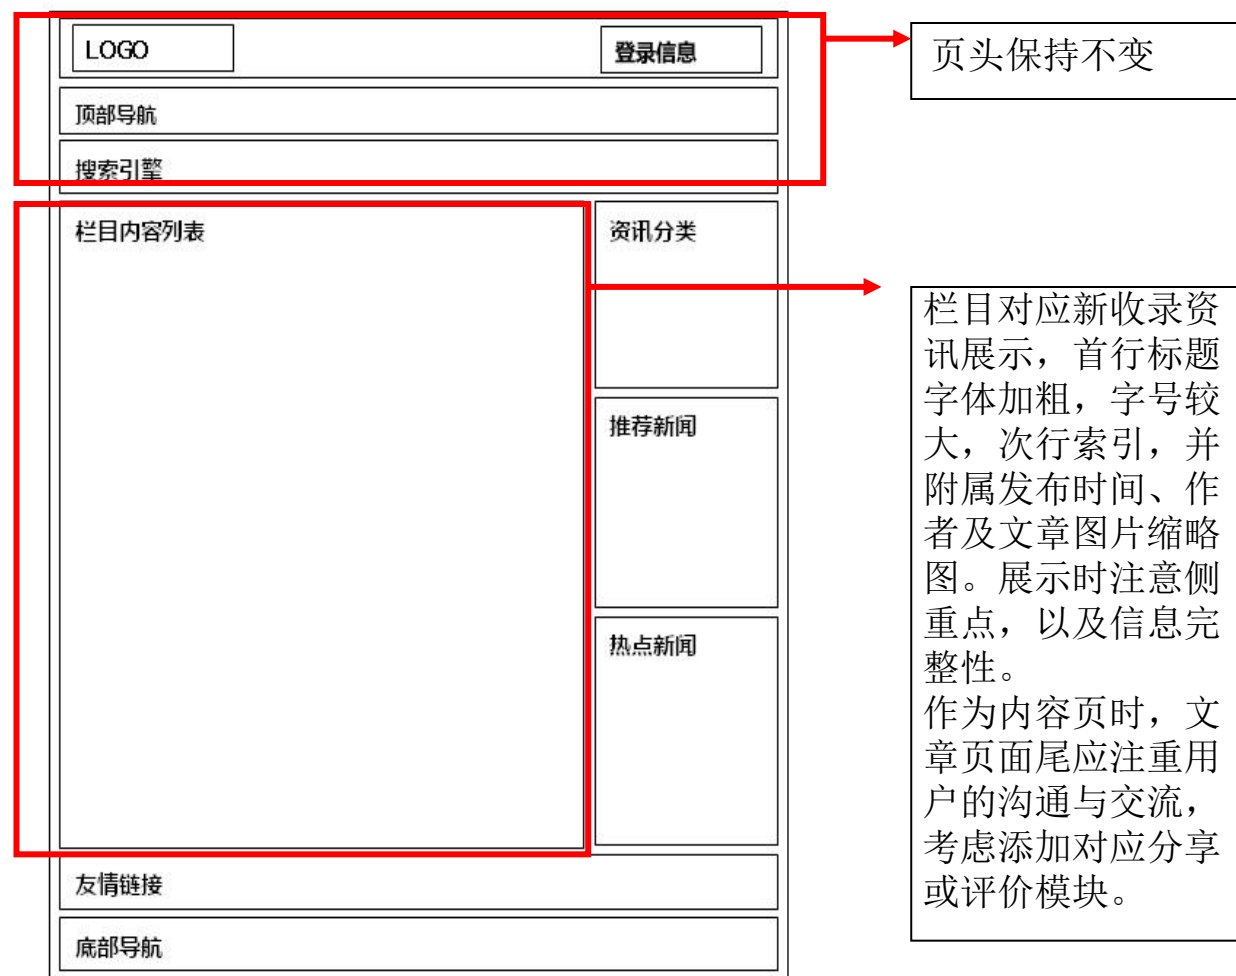 LOGO
登录信息
页头保持不变
顶部导航
搜索引擎
栏目内容列表
资讯分类
推荐新闻
热点新闻
栏目对应新收录资
讯展示，首行标题
字体加粗，字号较
大，次行索引，并
附属发布时间、作
者及文章图片缩略
图。展示时注意侧
重点，以及信息完
整性。
作为内容页时，文
章页面尾应注重用
户的沟通与交流，
考虑添加对应分享
或评价模块。
友情链接
底部导航